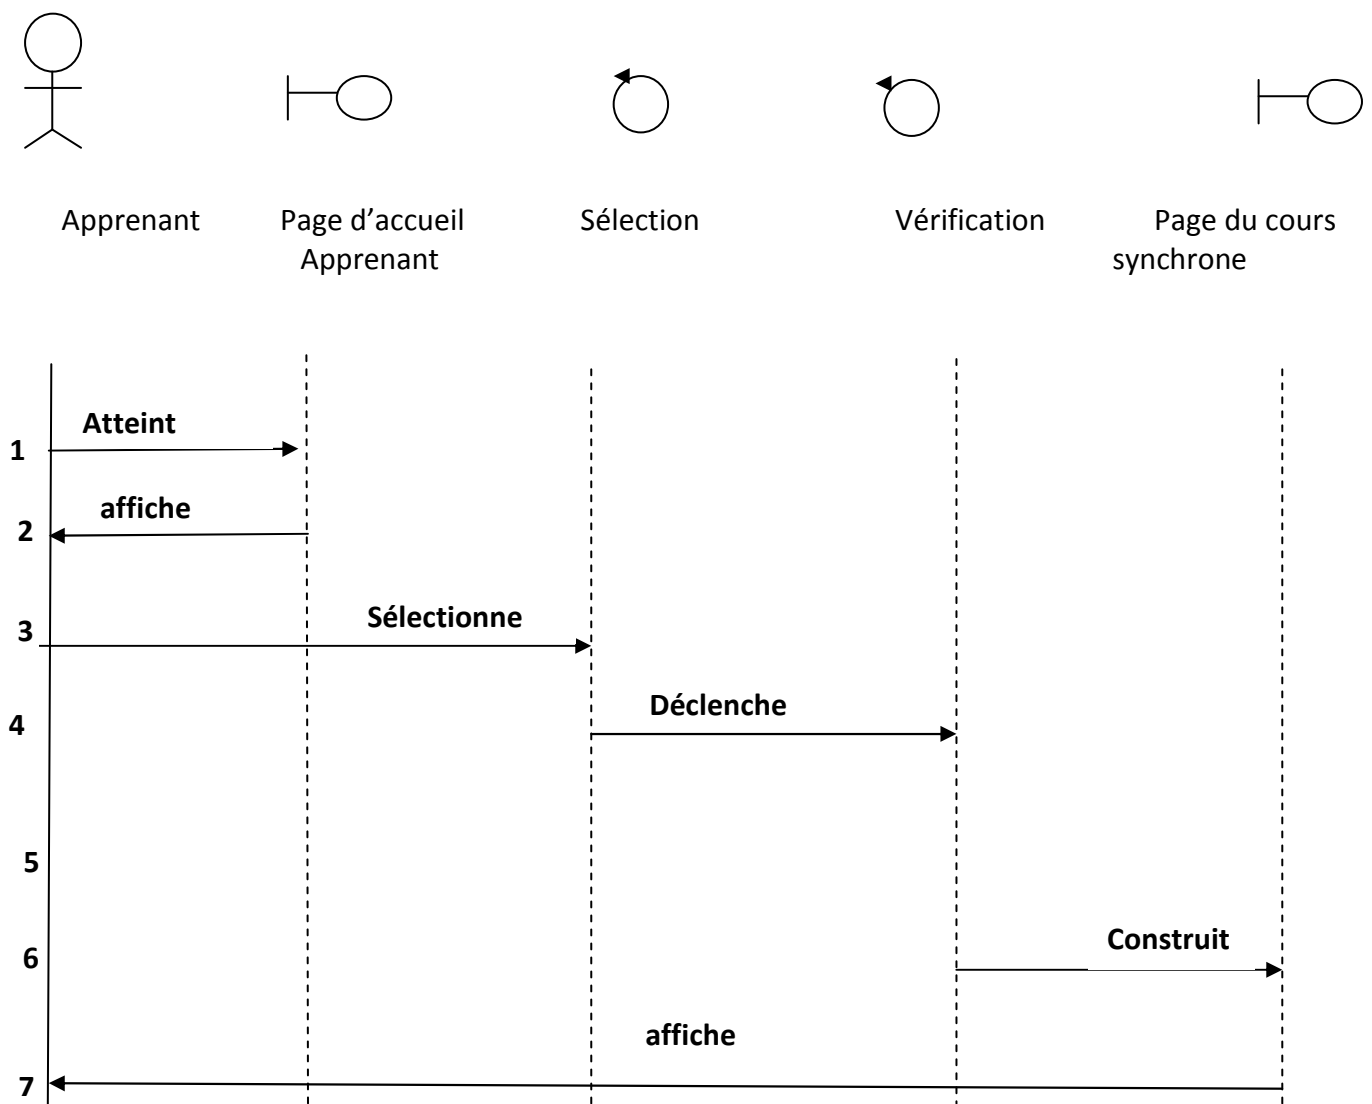 Apprenant Page d’accueil Sélection Vérification Page du cours
Apprenant synchrone
Atteint
1
affiche
2
Sélectionne
3
Déclenche
4
5
Construit
6
affiche
7